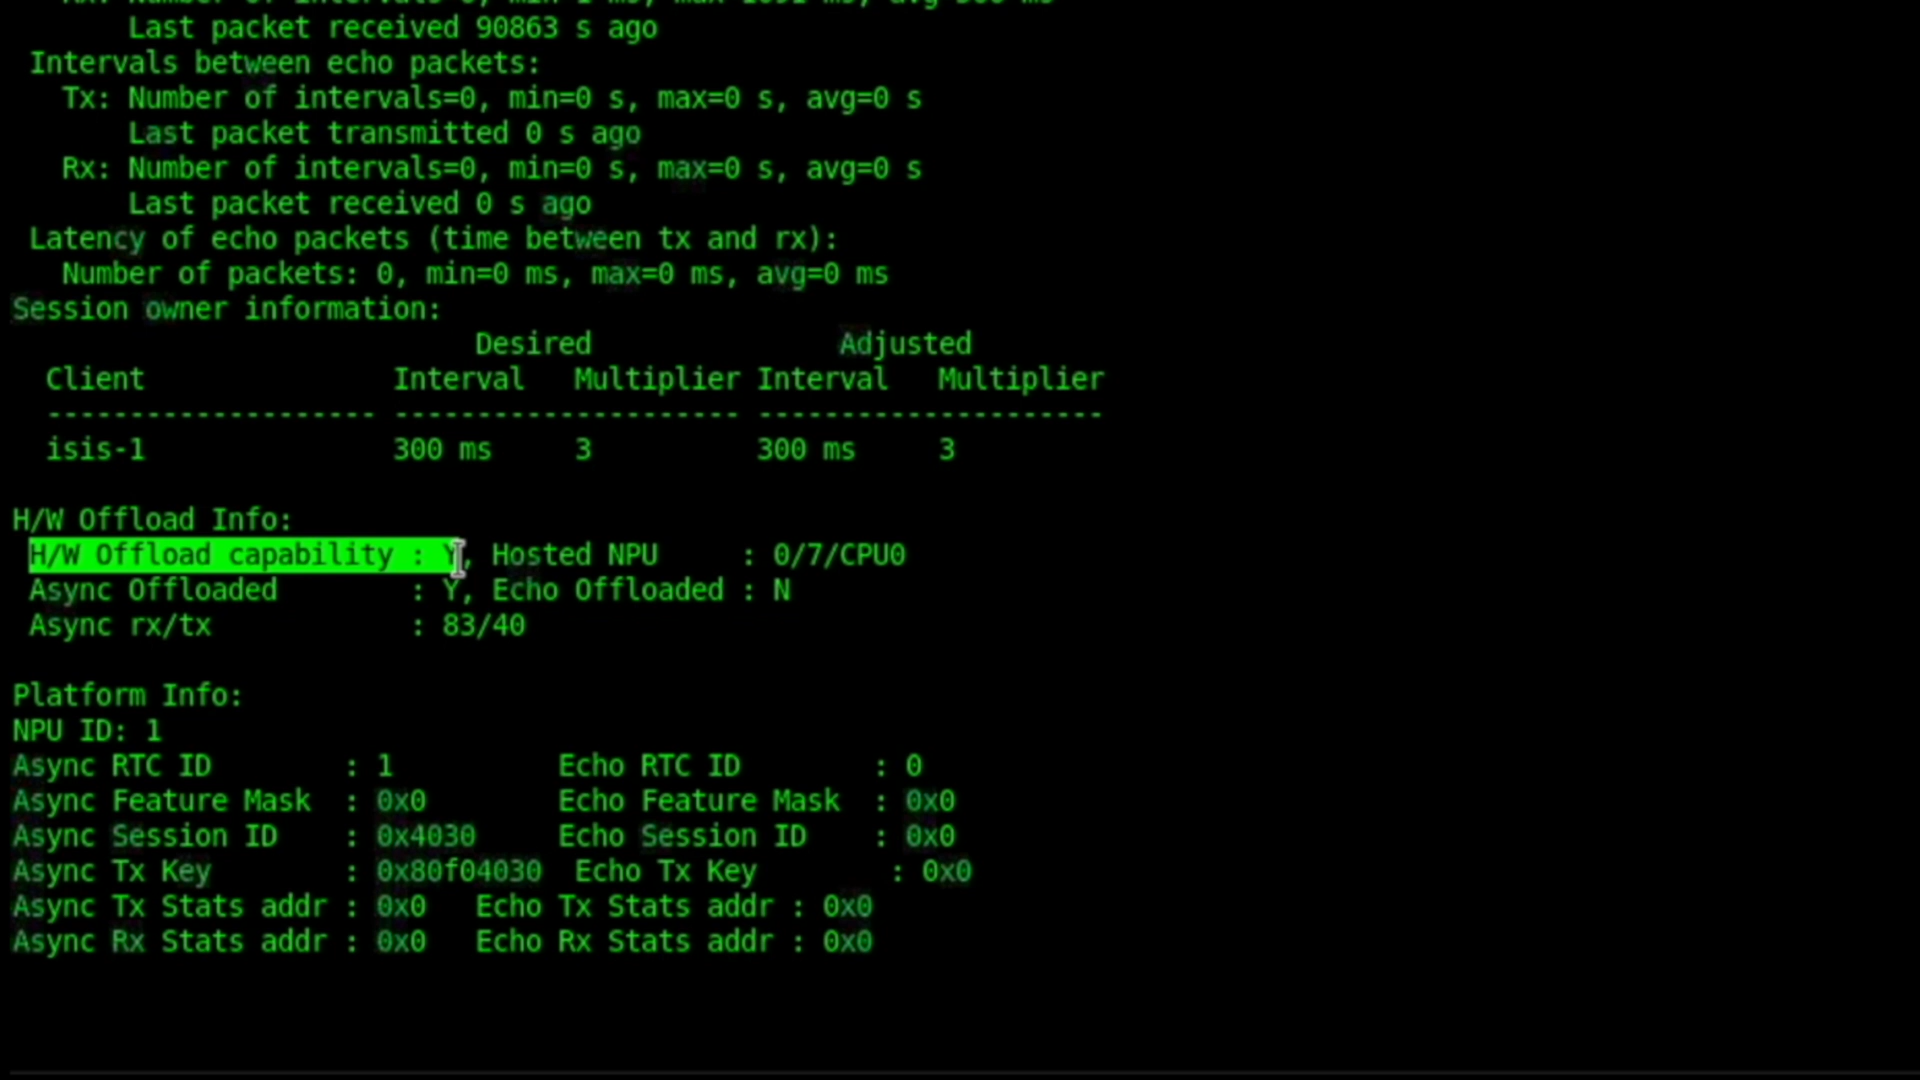 Last packet received 90863 s ago
Intervals between echo packets:
Tx: Number of intervals=0, min=0 s, max=0 s, avg=0 s
Last packet transmitted 0 s ago
Rx: Number of intervals=0, min=0 s, max=0 s, avg=0 s
Last packet received 0 s ago
Latency of echo packets (time between tx and rx):
Number of packets: 0, min=0 ms, max=0 ms, avg=0 ms
Session owner information:
Desired Adjusted
Client Interval Multiplier Interval Multiplier
-------------------- --------------------- ---------------------
isis-1 300 ms 3 300 ms 3
H/W Offload Info:
H/W Offload capability : Y, Hosted NPU : 0/7/CPU0
Async Offloaded : Y, Echo Offloaded : N
Async rx/tx : 83/40
Platform Info:
NPU ID: 1
Async RTC ID : 1 Echo RTC ID : 0
Async Feature Mask : 0x0 Echo Feature Mask : 0x0
Async Session ID : 0x4030 Echo Session ID : 0x0
Async Tx Key : 0x80f04030 Echo Tx Key : 0x0
Async Tx Stats addr : 0x0 Echo Tx Stats addr : 0x0
Async Rx Stats addr : 0x0 Echo Rx Stats addr : 0x0